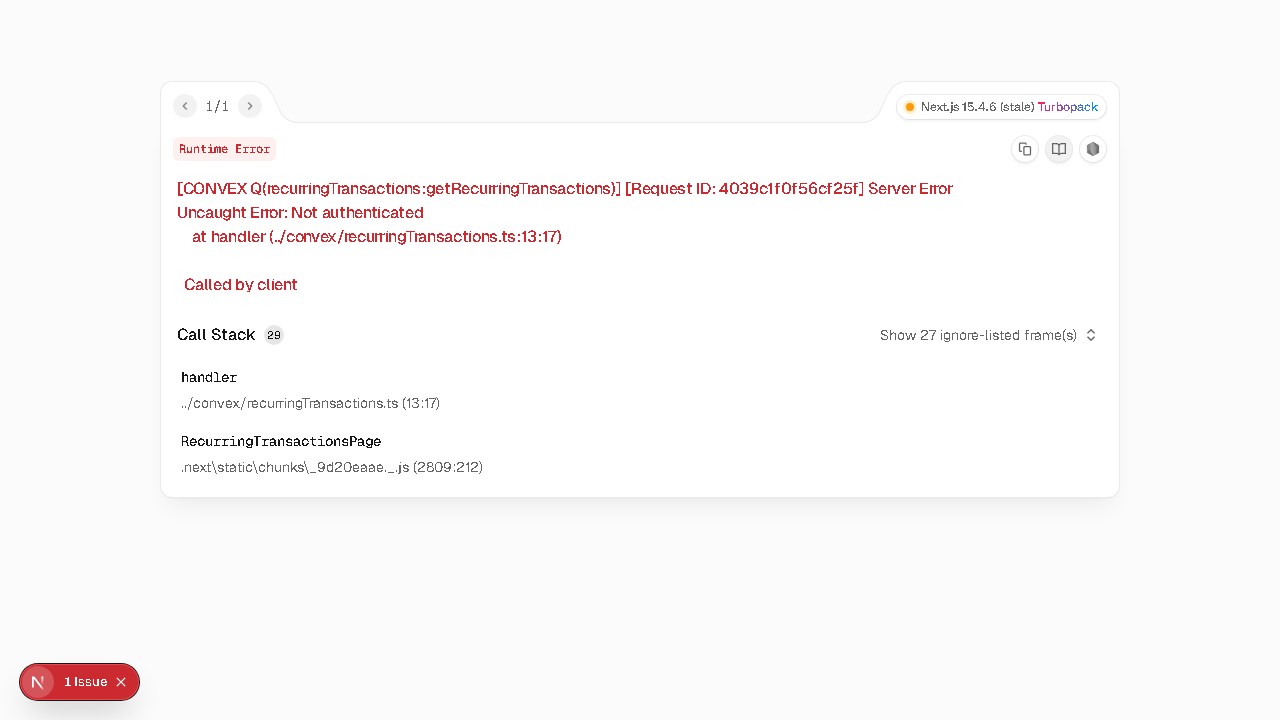 1/1
Next.js 15.4.6 (stale) Turbopack
Runtime Error
[CONVEX Q(recurringTransactions:getRecurringTransactions)] [Request ID: 4039c1f0f56cf25f] Server Error
Uncaught Error: Not authenticated
at handler (../convex/recurringTransactions.ts:13:17)
Called by client
Call Stack 29
Show 27 ignore-listed frame(s)
handler
../convex/recurringTransactions.ts (13:17)
RecurringTransactionsPage
.next\static\chunks\_9d20eaae._.js (2809:212)
N 1 Issue